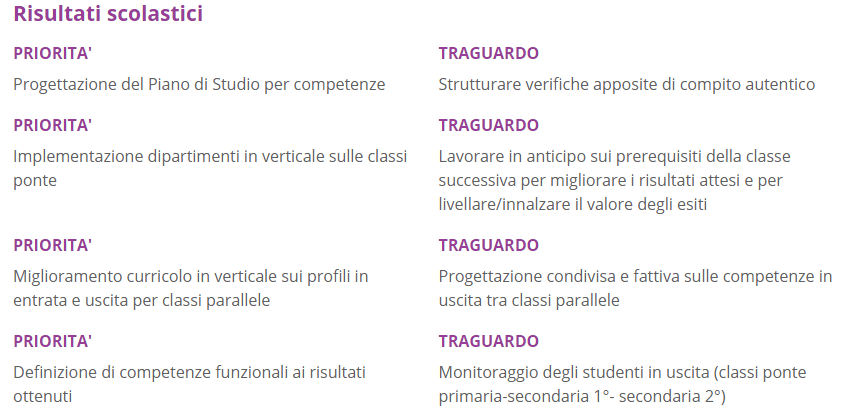 Risultati scolastici
PRIORITA'
Progettazione del Piano di Studio per competenze
TRAGUARDO
Strutturare verifiche apposite di compito autentico
PRIORITA'
Implementazione dipartimenti in verticale sulle classi
ponte
TRAGUARDO
Lavorare in anticipo sui prerequisiti della classe
successiva per migliorare i risultati attesi e per
livellare/innalzare il valore degli esiti
PRIORITA'
Miglioramento curricolo in verticale sui profili in
entrata e uscita per classi parallele
TRAGUARDO
Progettazione condivisa e fattiva sulle competenze in
uscita tra classi parallele
PRIORITA'
Definizione di competenze funzionali ai risultati
ottenuti
TRAGUARDO
Monitoraggio degli studenti in uscita (classi ponte
primaria-secondaria 1°- secondaria 2°)